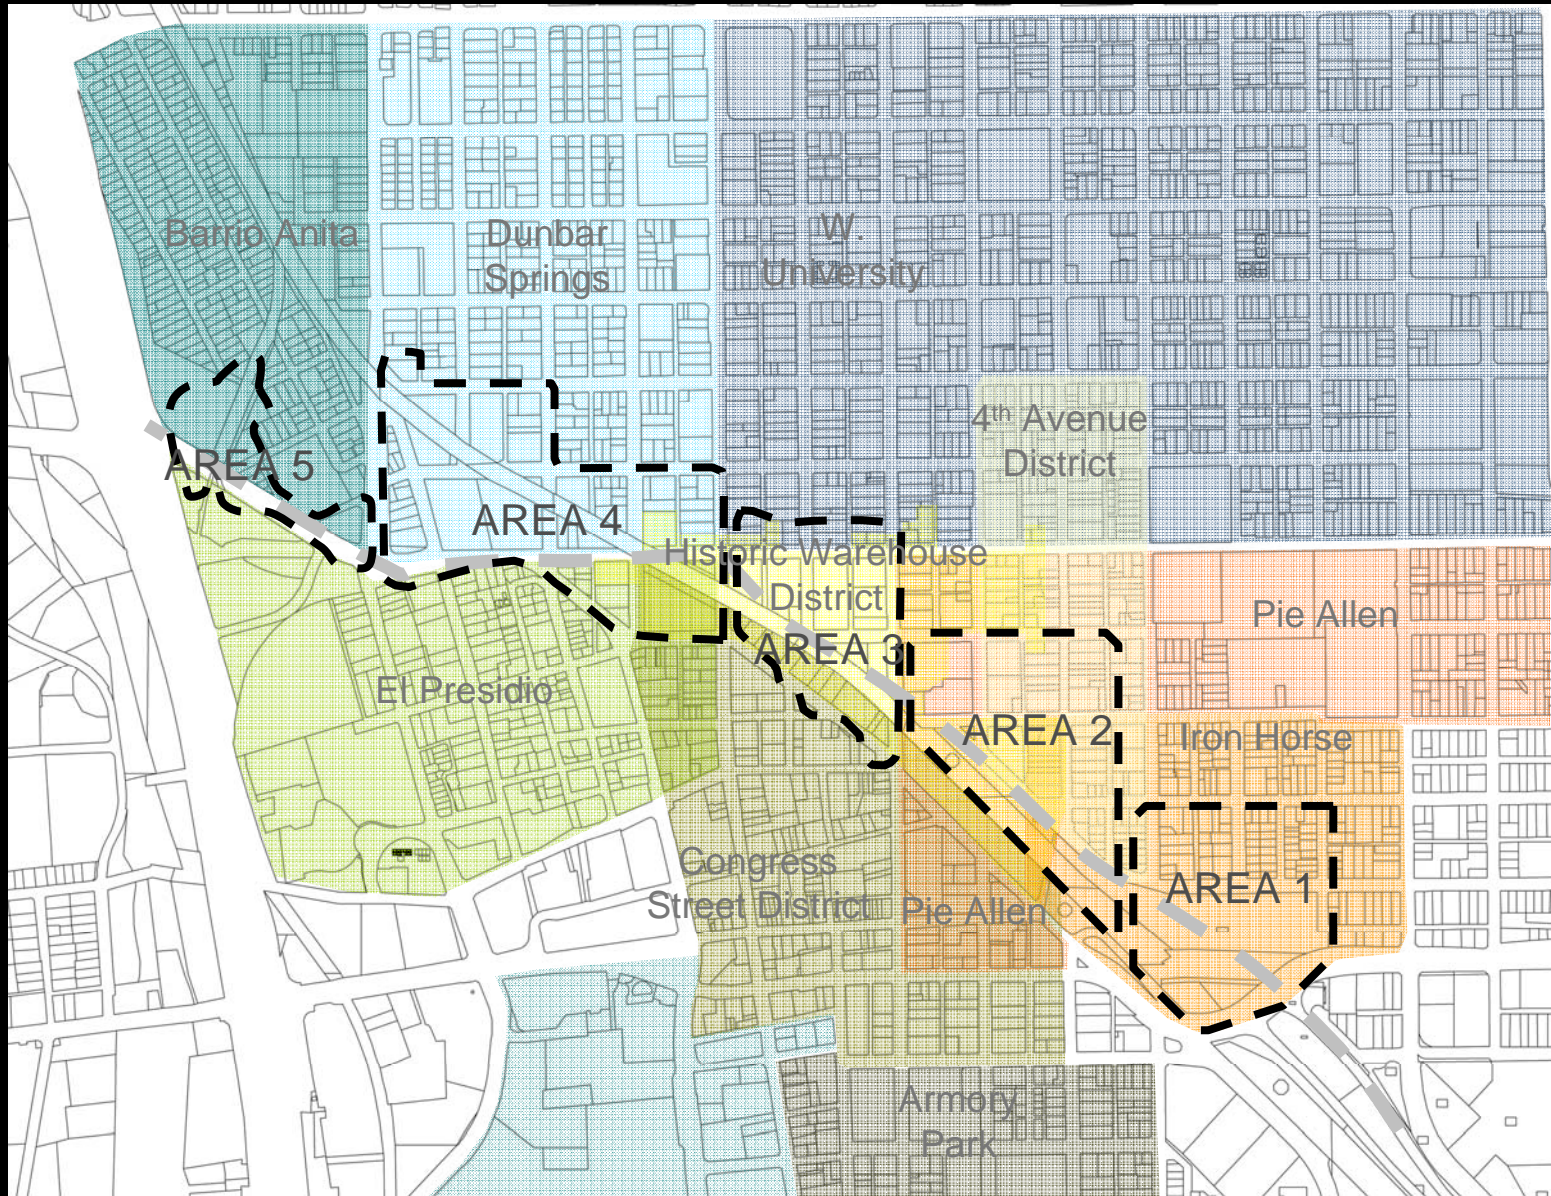 Barrio Anita
Dunbar
Springs
W.
University
4th Avenue
District
AREA 5
AREA 4
Historic Warehouse
District
Pie Allen
AREA 3
El Presidio
AREA 2
Iron Horse
Congress
Street District
Pie Allen
AREA 1
Armory
Park